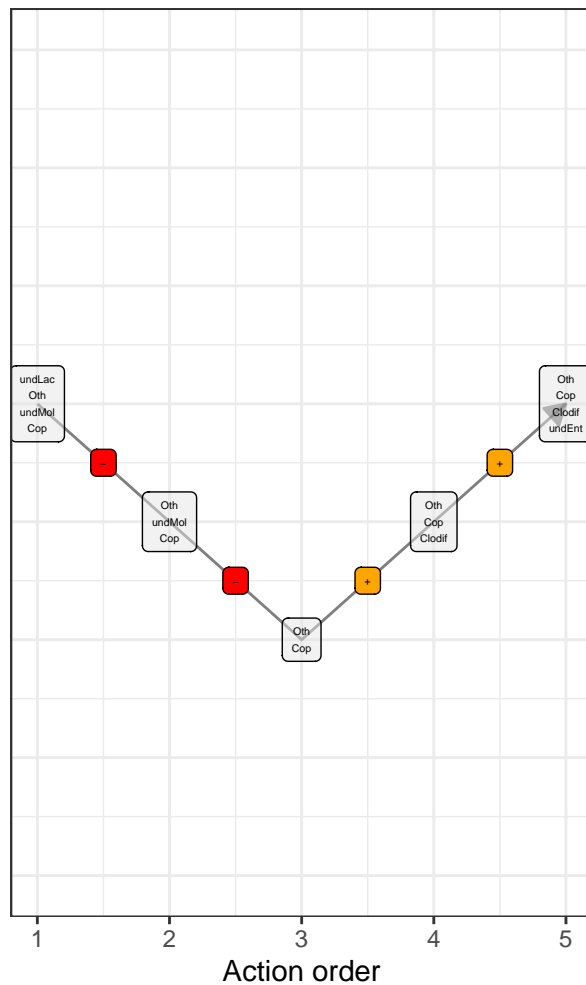 undLac
Oth
undMol
Cop
Oth
Cop
Clodif
undEnt
–
+
Oth
undMol
Cop
Oth
Cop
Clodif
–
+
Oth
Cop
1 2 3 4 5
Action order